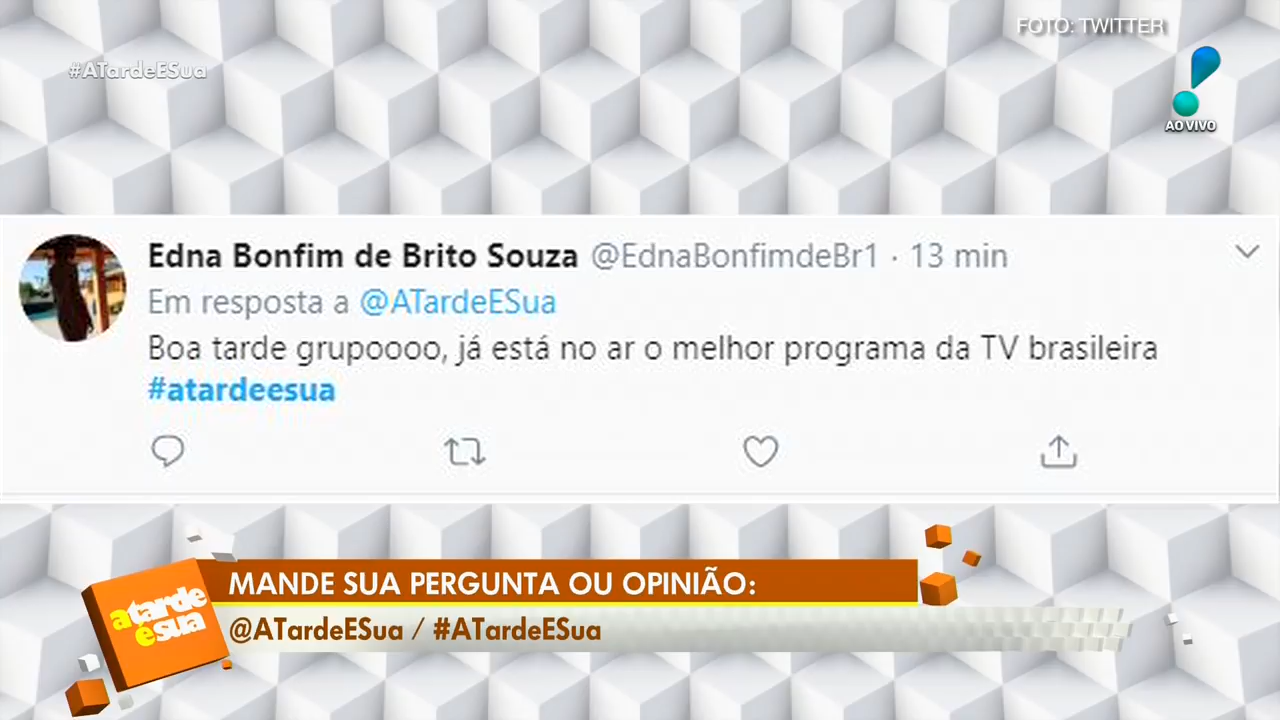 FOTO: TWITTER
#ATardeESua
AO VIVO
Edna Bonfim de Brito Souza @EdnaBonfimdeBr1 · 13 min
Em resposta a @ATardeESua
Boa tarde grupoooo, já está no ar o melhor programa da TV brasileira
#atardeesua
MANDE SUA PERGUNTA OU OPINIÃO:
a tarde
é sua
@ATardeESua / #ATardeESua